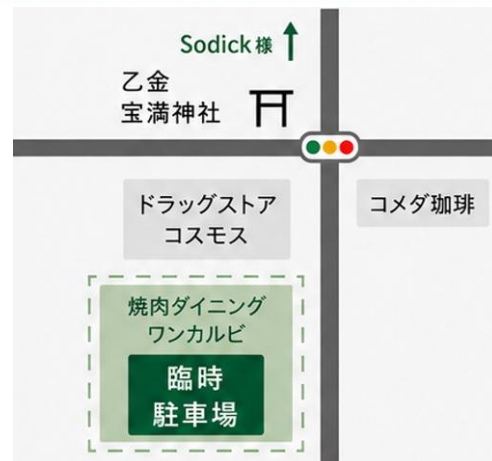 Sodick様
乙金
宝満神社
ドラッグストア
コスモス
コメダ珈琲
焼肉ダイニング
ワンカルビ
臨時
駐車場